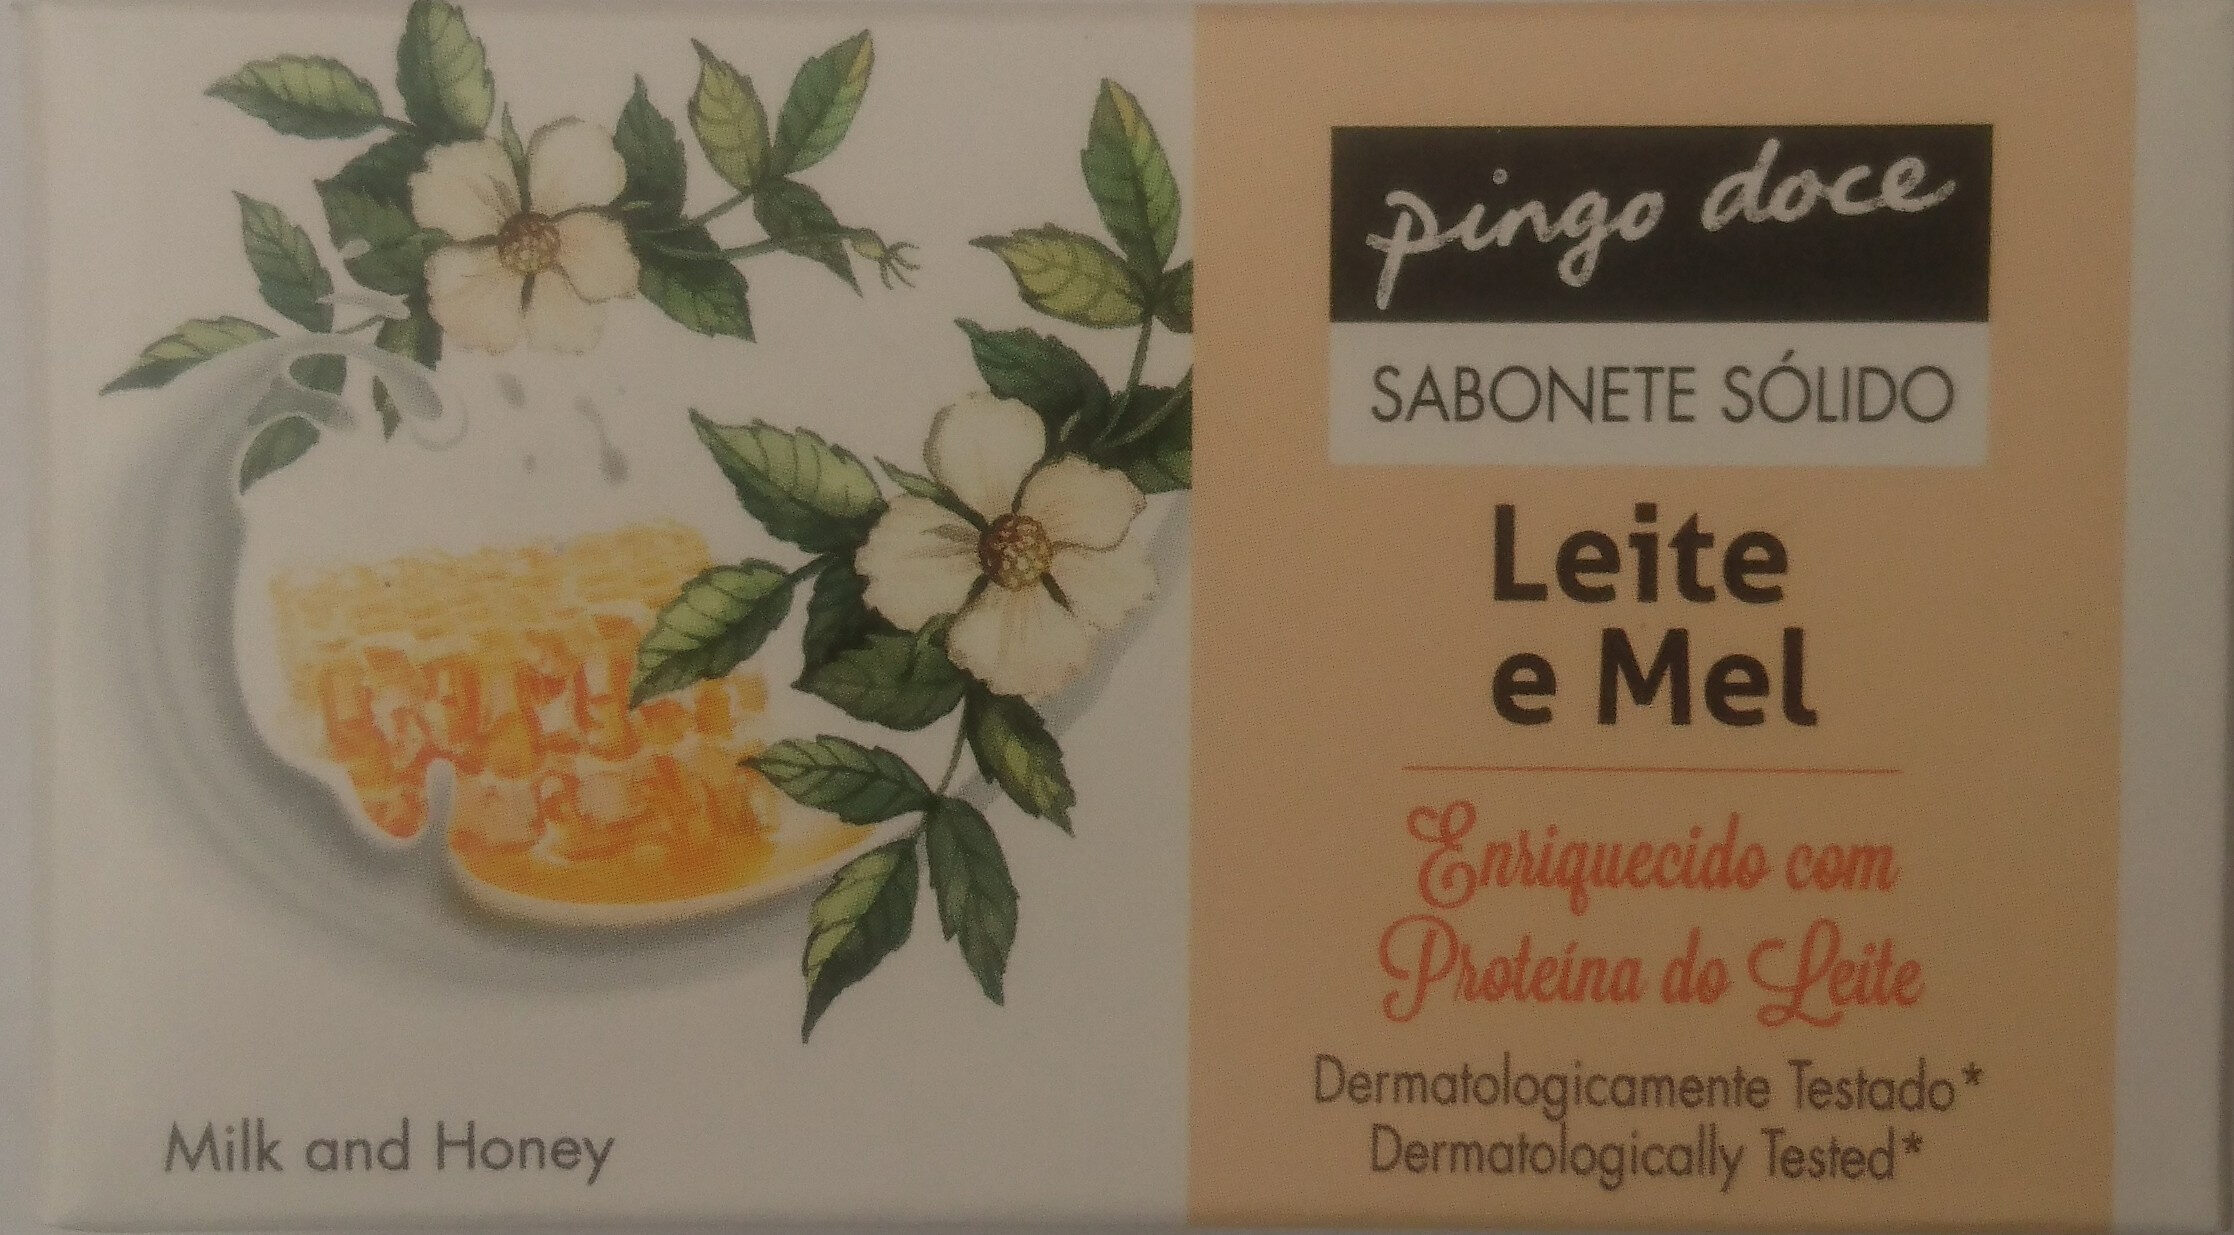 pingo doce
SABONETE SÓLIDO
Leite
e Mel
Enriquecido com
Proteína do Leite
Dermatologicamente Testado*
Dermatologically Tested*
Milk and Honey